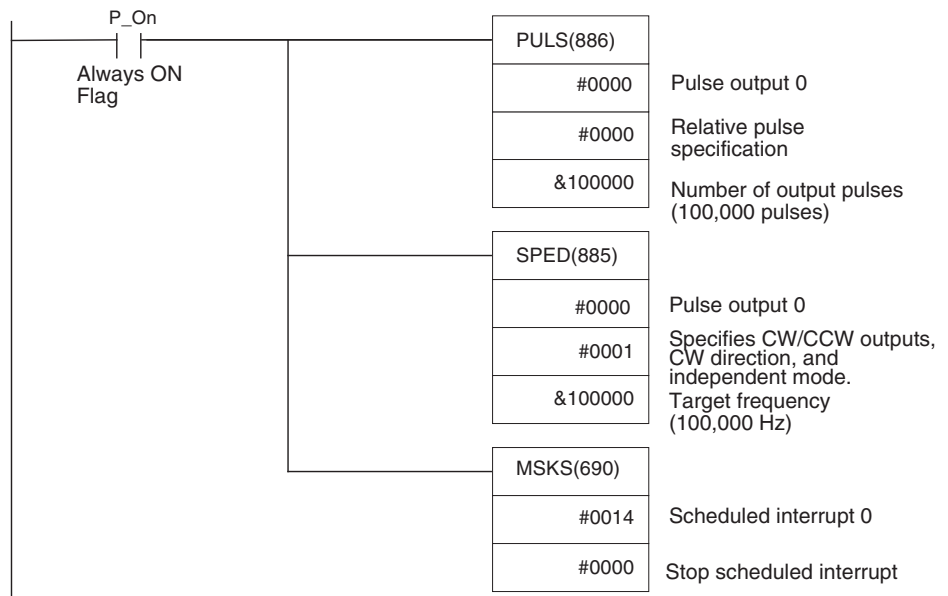 P_On
Always ON
Flag
PULS(886)
#0000
Pulse output 0
#0000
Relative pulse
specification
&100000
Number of output pulses
(100,000 pulses)
SPED(885)
#0000
Pulse output 0
#0001
Specifies CW/CCW outputs,
CW direction, and
independent mode.
&100000
Target frequency
(100,000 Hz)
MSKS(690)
#0014
Scheduled interrupt 0
#0000
Stop scheduled interrupt